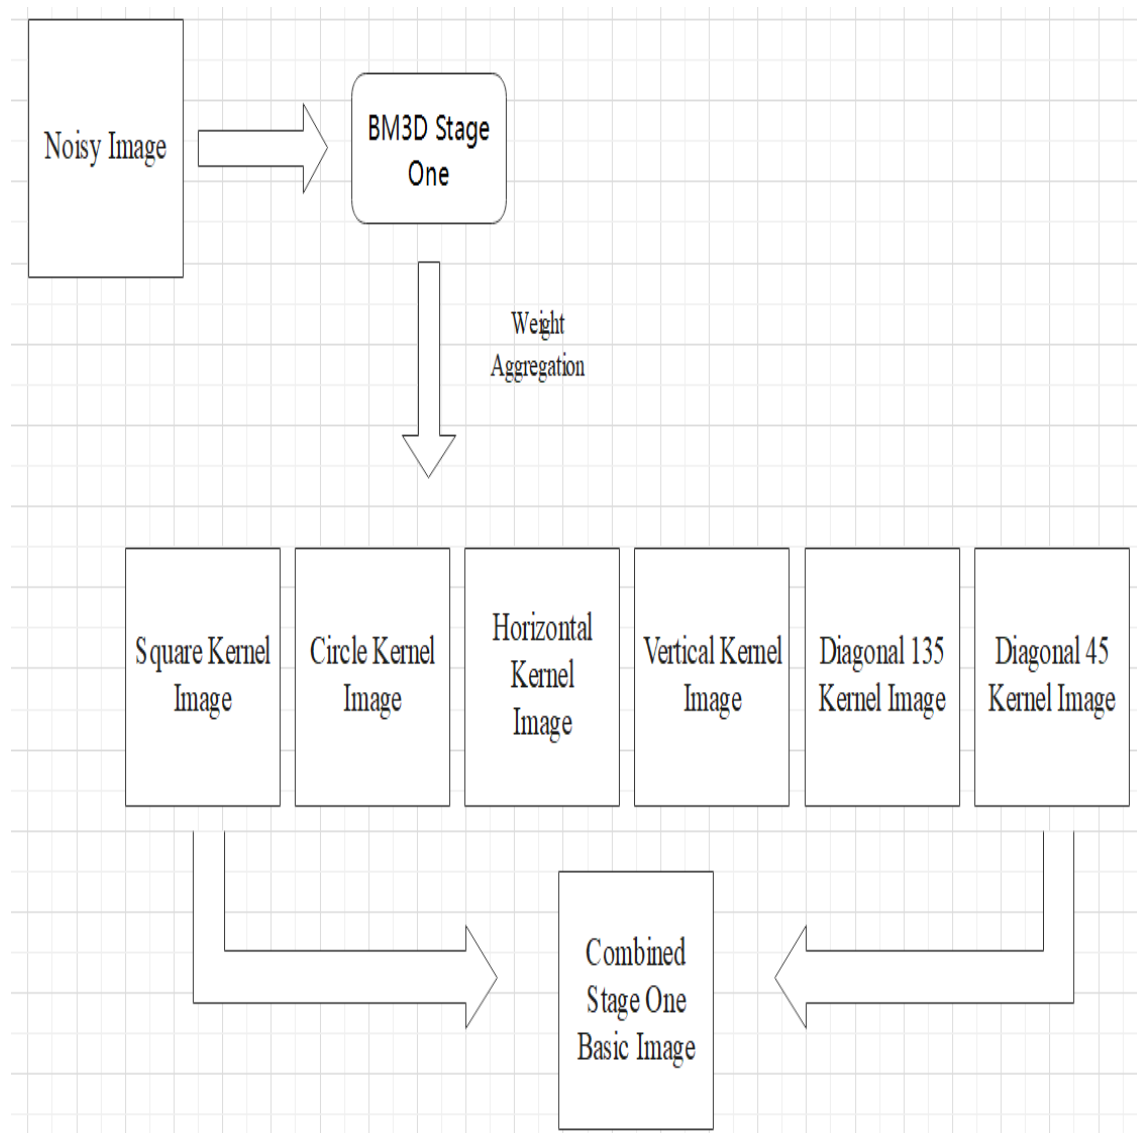 Noisy Image
BM3D Stage
One
Weight
Aggregation
Square Kernel
Image
Circle Kernel
Image
Horizontal
Kernel
Image
Vertical Kernel
Image
Diagonal 135
Kernel Image
Diagonal 45
Kernel Image
Combined
Stage One
Basic Image